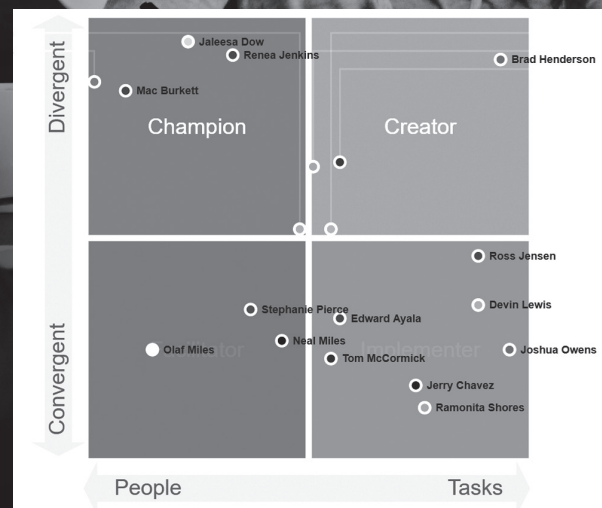 Divergent
Convergent
Jaleesa Dow
Renea Jenkins
Brad Henderson
Mac Burkett
Champion
Creator
Ross Jensen
Stephanie Pierce
Devin Lewis
Edward Ayala
Neal Miles
Olaf Miles
Implementer
Joshua Owens
Tom McCormick
Jerry Chavez
Ramonita Shores
People
Tasks